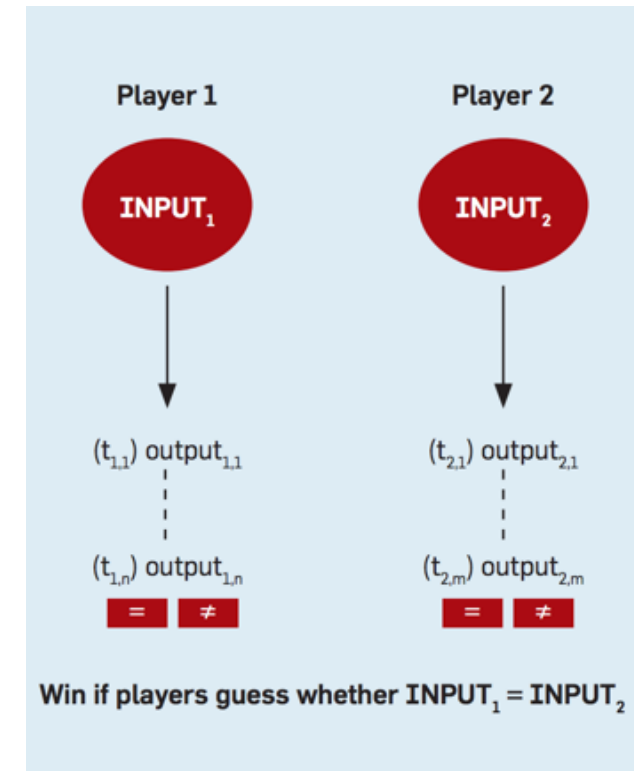 Player 1 Player 2
INPUT₁ INPUT₂
(t₁,₁) output₁,₁ (t₂,₁) output₂,₁
(t₁,ₙ) output₁,ₙ (t₂,ₘ) output₂,ₘ
= ≠ = ≠
Win if players guess whether INPUT₁ = INPUT₂